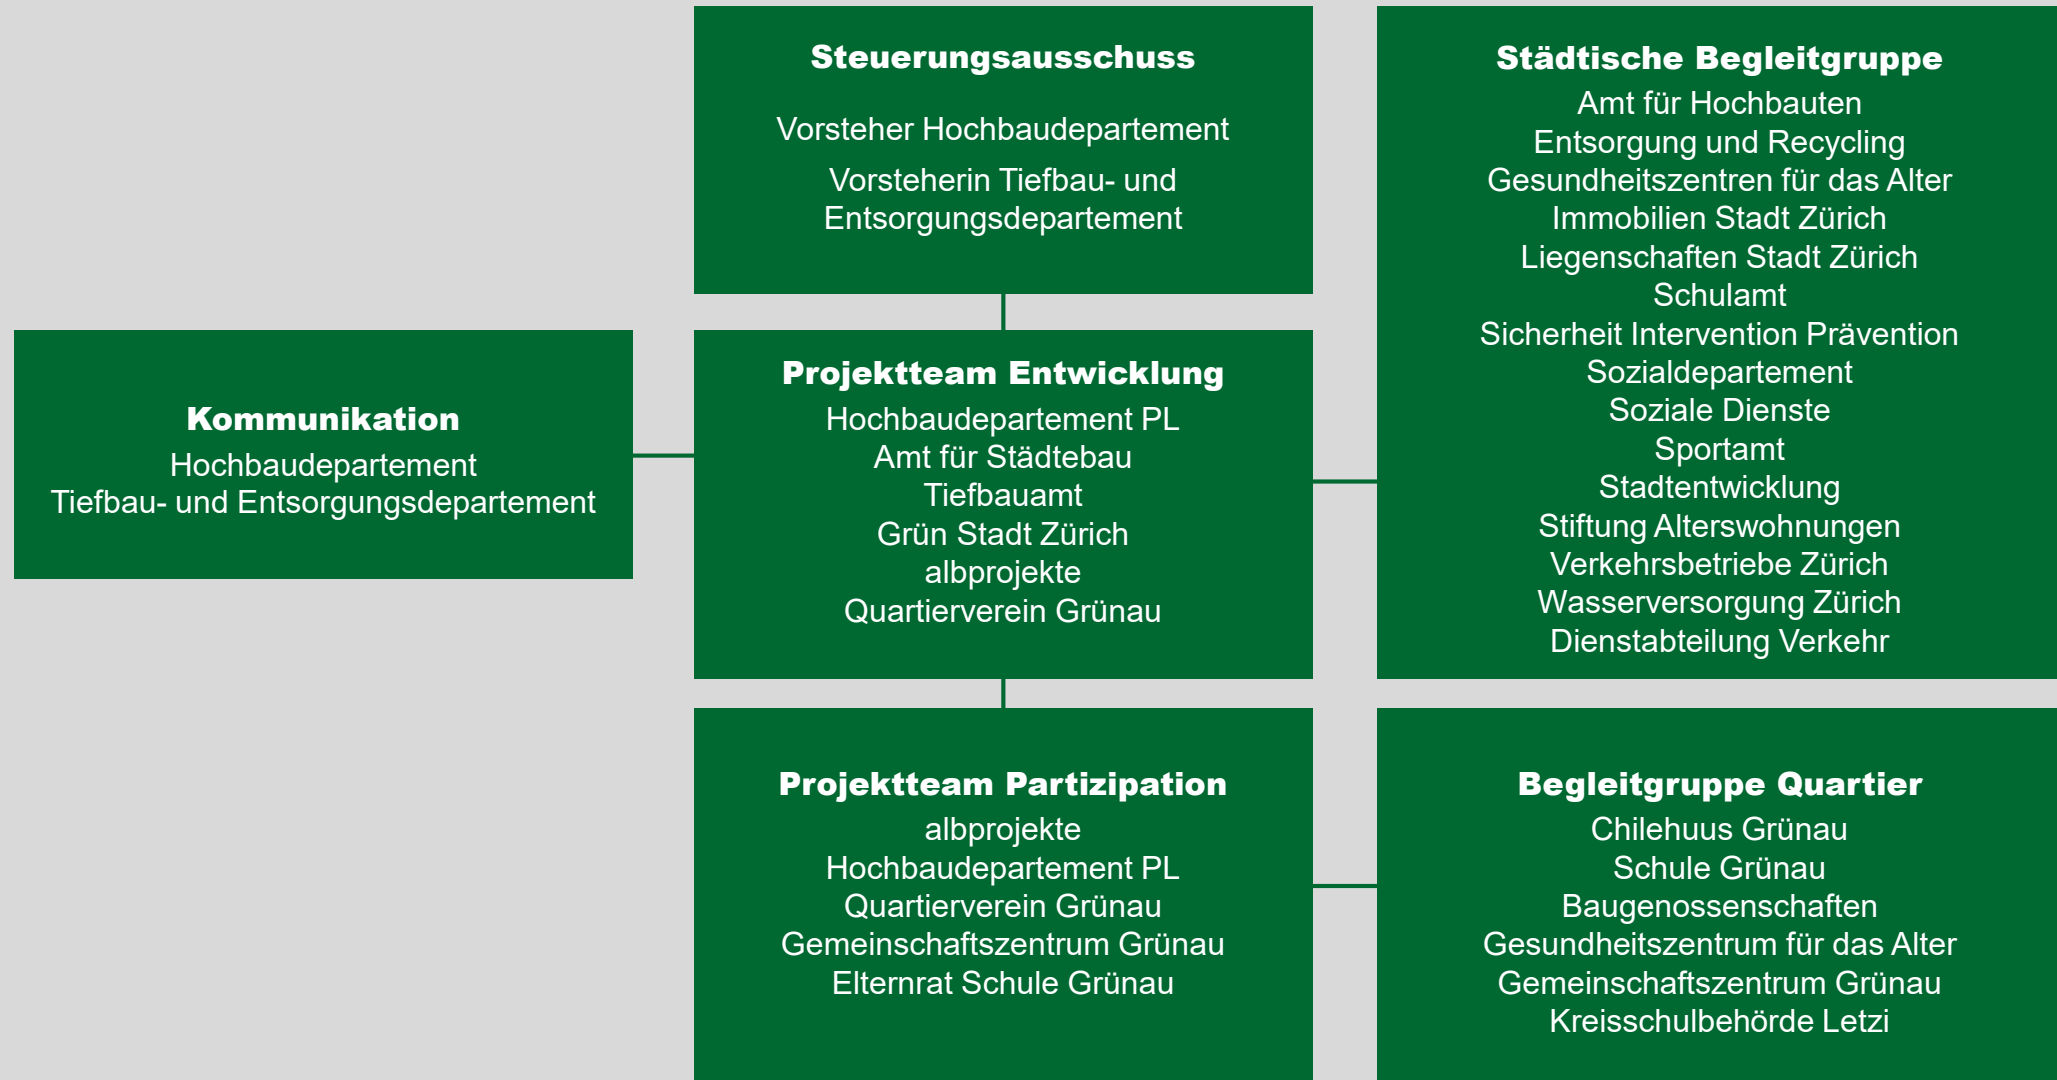 Steuerungsausschuss
Vorsteher Hochbaudepartement
Vorsteherin Tiefbau- und
Entsorgungsdepartement
Städtische Begleitgruppe
Amt für Hochbauten
Entsorgung und Recycling
Gesundheitszentren für das Alter
Immobilien Stadt Zürich
Liegenschaften Stadt Zürich
Schulamt
Sicherheit Intervention Prävention
Sozialdepartement
Soziale Dienste
Sportamt
Stadtentwicklung
Stiftung Alterswohnungen
Verkehrsbetriebe Zürich
Wasserversorgung Zürich
Dienstabteilung Verkehr
Kommunikation
Hochbaudepartement
Tiefbau- und Entsorgungsdepartement
Projektteam Entwicklung
Hochbaudepartement PL
Amt für Städtebau
Tiefbauamt
Grün Stadt Zürich
albprojekte
Quartierverein Grünau
Projektteam Partizipation
albprojekte
Hochbaudepartement PL
Quartierverein Grünau
Gemeinschaftszentrum Grünau
Elternrat Schule Grünau
Begleitgruppe Quartier
Chilehuus Grünau
Schule Grünau
Baugenossenschaften
Gesundheitszentrum für das Alter
Gemeinschaftszentrum Grünau
Kreisschulbehörde Letzi